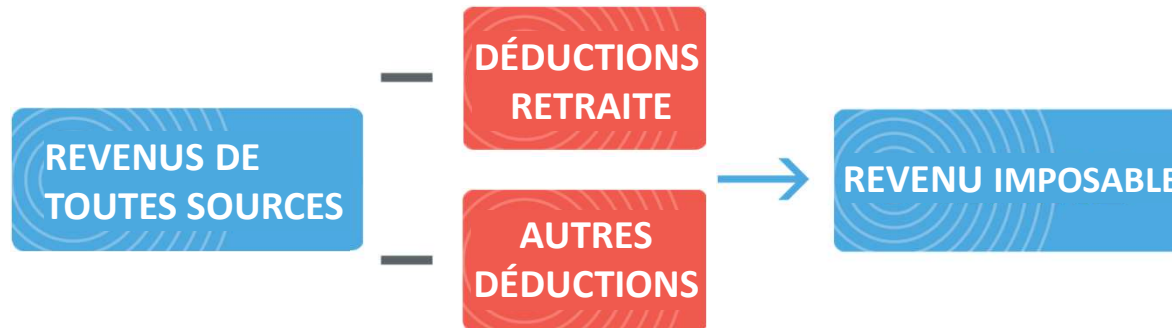 REVENUS DE
TOUTES SOURCES
DÉDUCTIONS
RETRAITE
AUTRES
DÉDUCTIONS
REVENU IMPOSABLE